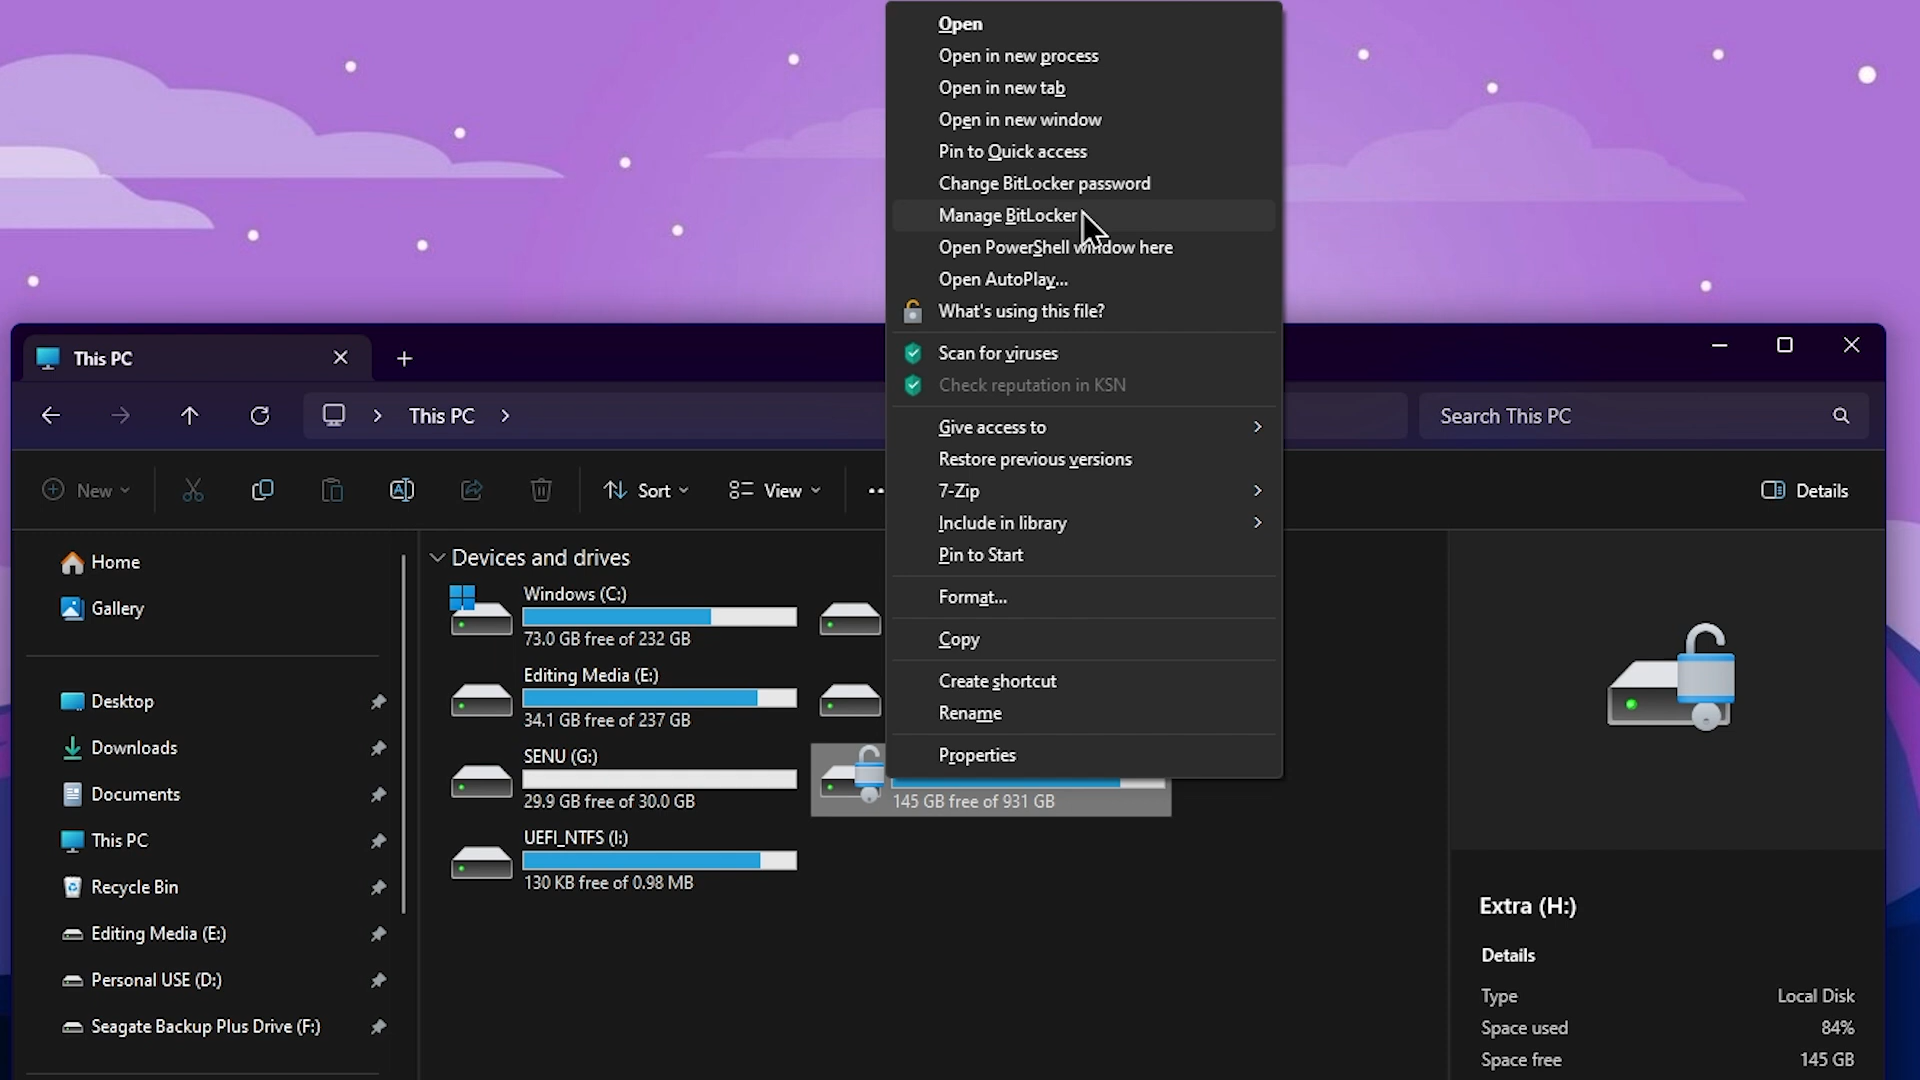 Open
Open in new process
Open in new tab
Open in new window
Pin to Quick access
Change BitLocker password
Manage BitLocker
Open PowerShell window here
Open AutoPlay...
What's using this file?
Scan for viruses
Check reputation in KSN
Give access to
Restore previous versions
7-Zip
Include in library
Pin to Start
Format...
Copy
Create shortcut
Rename
Properties
This PC
This PC
Search This PC
New
Sort
View
Details
Home
Gallery
Desktop
Downloads
Documents
This PC
Recycle Bin
Editing Media (E:)
Personal USE (D:)
Seagate Backup Plus Drive (F:)
Devices and drives
Windows (C:)
73.0 GB free of 232 GB
Editing Media (E:)
34.1 GB free of 237 GB
SENU (G:)
29.9 GB free of 30.0 GB
145 GB free of 931 GB
UEFI_NTFS (I:)
130 KB free of 0.98 MB
Extra (H:)
Details
Type Local Disk
Space used 84%
Space free 145 GB